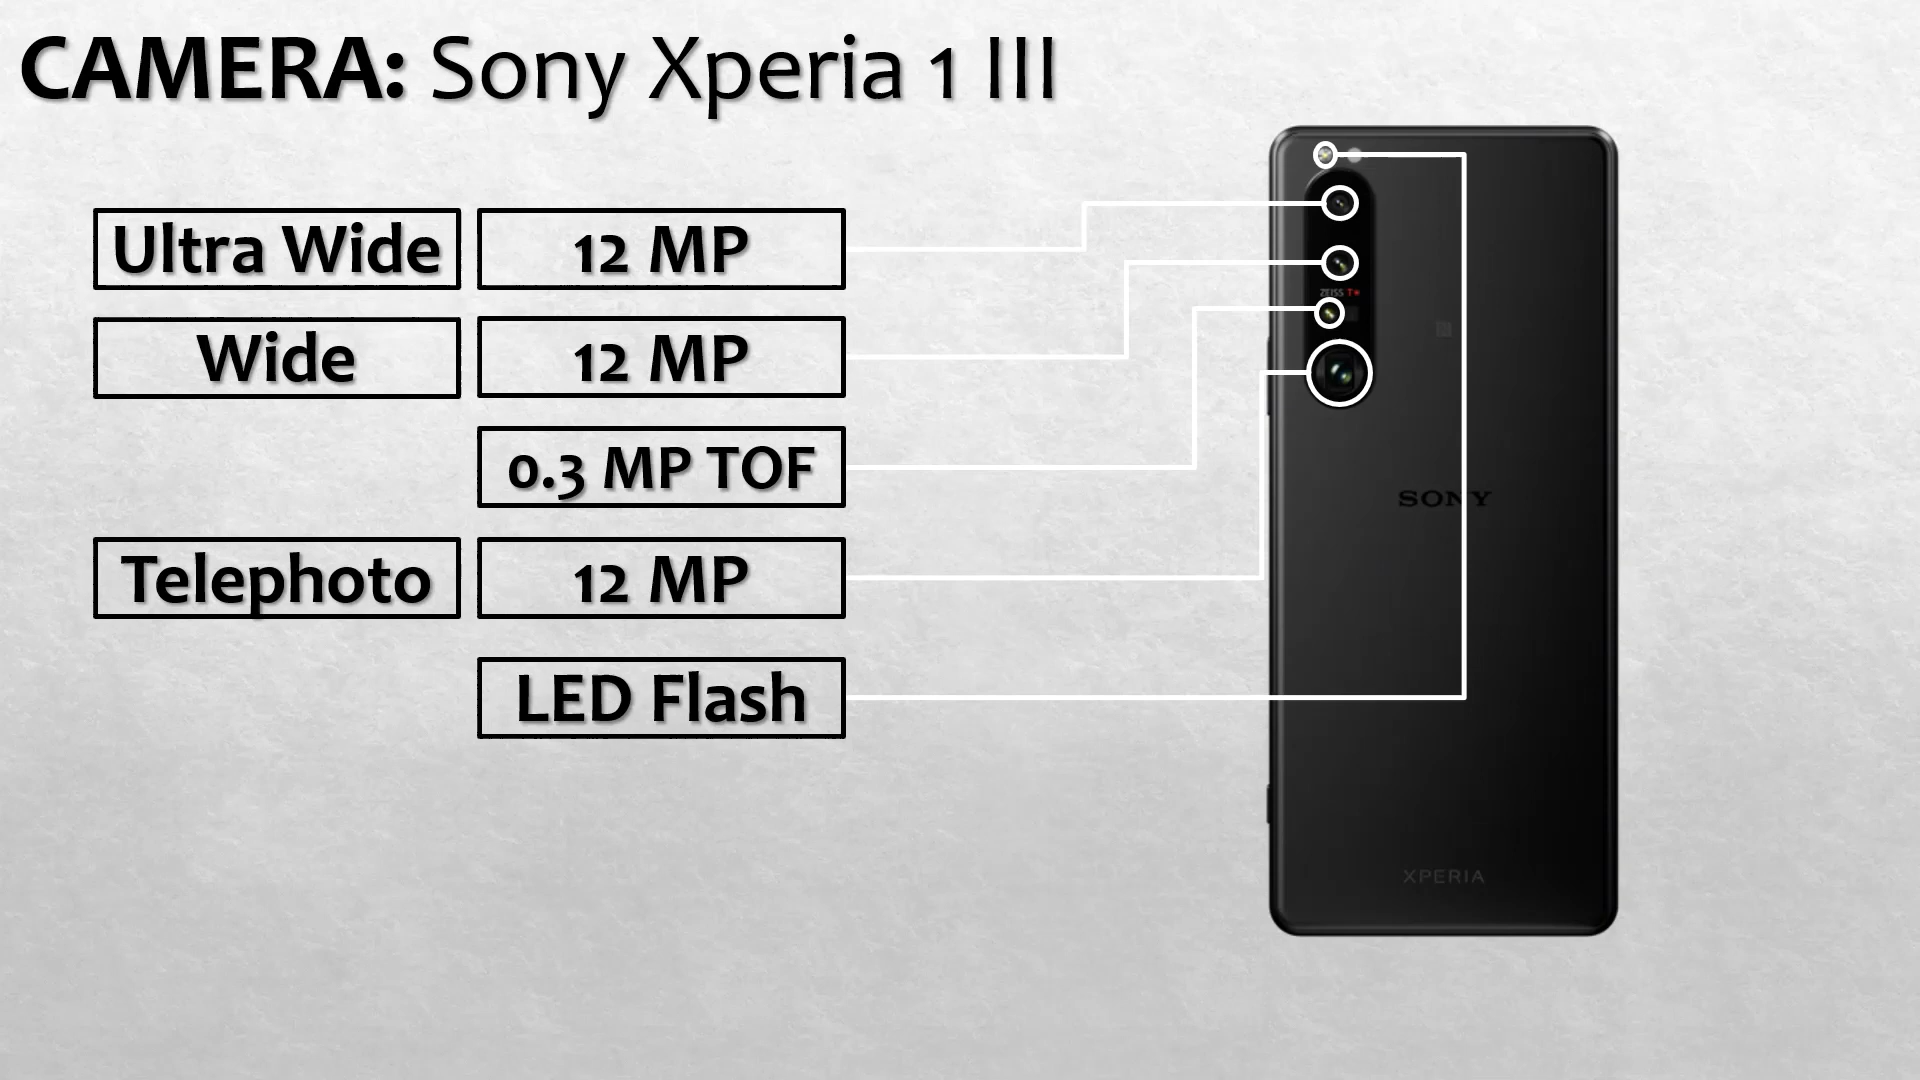 CAMERA: Sony Xperia 1 III
Ultra Wide 12 MP
Wide 12 MP
0.3 MP TOF
Telephoto 12 MP
LED Flash
ZEISS T*
SONY
XPERIA